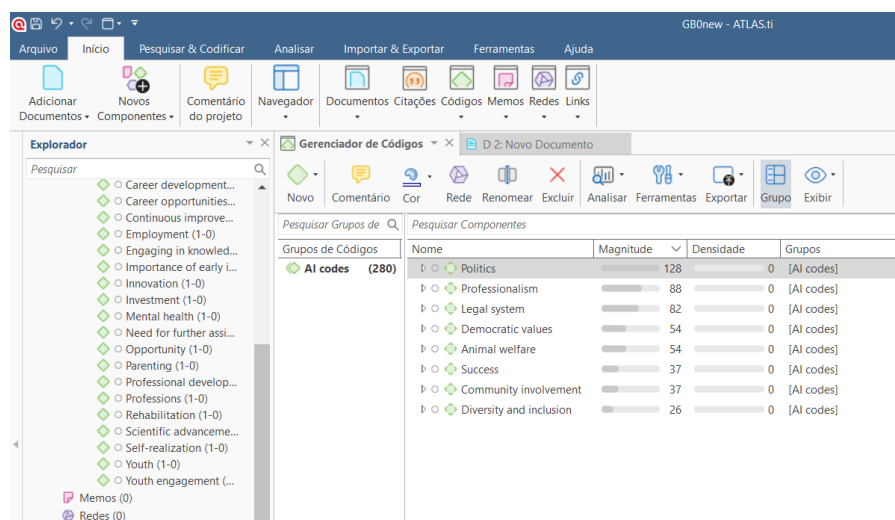 GB0new - ATLAS.ti
Arquivo Início Pesquisar & Codificar Analisar Importar & Exportar Ferramentas Ajuda
Adicionar Documentos
Novos Componentes
Comentário do projeto
Navegador
Documentos Citações Códigos Memos Redes Links
Explorador
Gerenciador de Códigos
D 2: Novo Documento
Pesquisar
Career development...
Career opportunities...
Continuous improve...
Employment (1-0)
Engaging in knowled...
Importance of early i...
Innovation (1-0)
Investment (1-0)
Mental health (1-0)
Need for further assi...
Opportunity (1-0)
Parenting (1-0)
Professional develop...
Professions (1-0)
Rehabilitation (1-0)
Scientific advanceme...
Self-realization (1-0)
Youth (1-0)
Youth engagement (...
Memos (0)
Redes (0)
Novo Comentário Cor Rede Renomear Excluir Analisar Ferramentas Exportar Grupo Exibir
Pesquisar Grupos de
Pesquisar Componentes
Grupos de Códigos
AI codes (280)
Nome Magnitude Densidade Grupos
Politics 128 0 [AI codes]
Professionalism 88 0 [AI codes]
Legal system 82 0 [AI codes]
Democratic values 54 0 [AI codes]
Animal welfare 54 0 [AI codes]
Success 37 0 [AI codes]
Community involvement 37 0 [AI codes]
Diversity and inclusion 26 0 [AI codes]